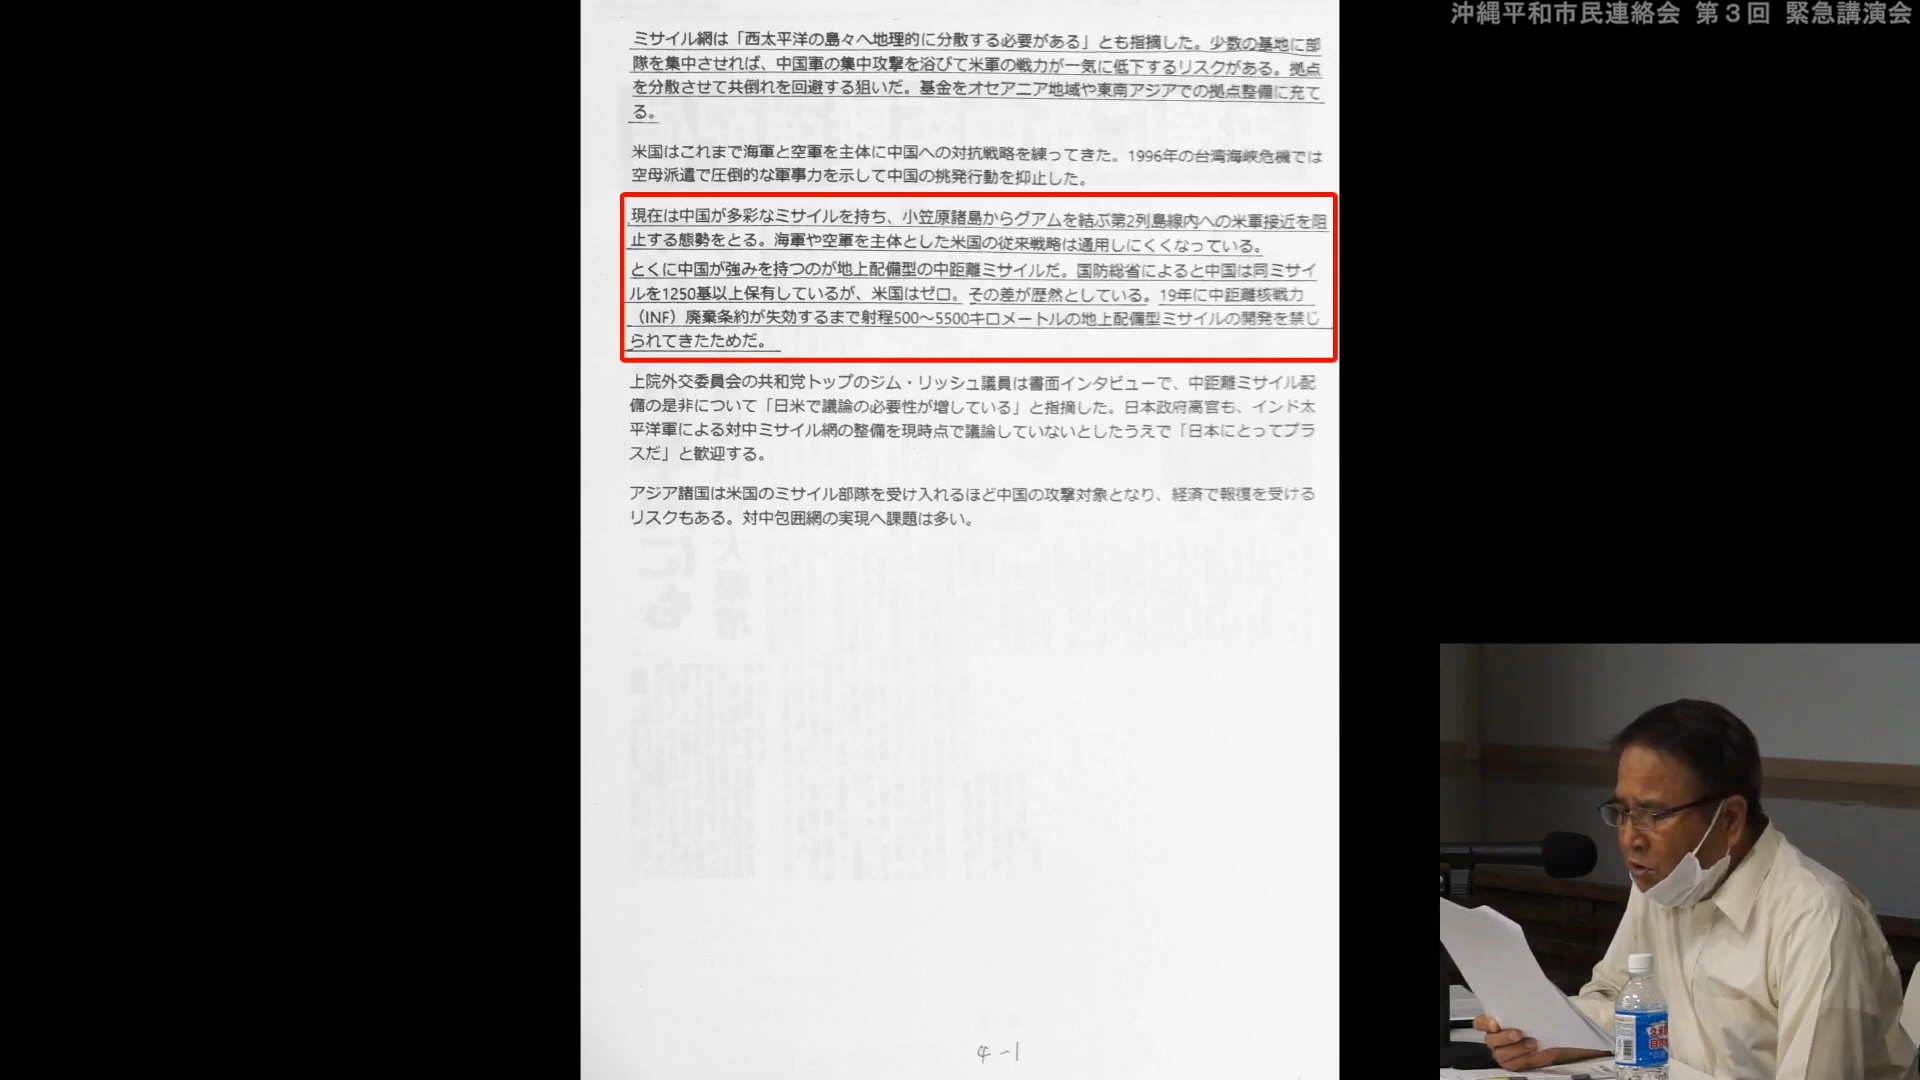 沖縄平和市民連絡会 第3回 緊急講演会
ミサイル網は「西太平洋の島々へ地理的に分散する必要がある」とも指摘した。少数の基地に部
隊を集中させれば、中国軍の集中攻撃を浴びて米軍の戦力が一気に低下するリスクがある。拠点
を分散させて共倒れを回避する狙いだ。基金をオセアニア地域や東南アジアでの拠点整備に充て
る。
米国はこれまで海軍と空軍を主体に中国への対抗戦略を練ってきた。1996年の台湾海峡危機では
空母派遣で圧倒的な軍事力を示して中国の挑発行動を抑止した。
現在は中国が多彩なミサイルを持ち、小笠原諸島からグアムを結ぶ第2列島線内への米軍接近を阻
止する態勢をとる。海軍や空軍を主体とした米国の従来戦略は通用しにくくなっている。
とくに中国が強みを持つのが地上配備型の中距離ミサイルだ。国防総省によると中国は同ミサイ
ルを1250基以上保有しているが、米国はゼロ。その差が歴然としている。19年に中距離核戦力
（INF）廃棄条約が失効するまで射程500～5500キロメートルの地上配備型ミサイルの開発を禁じ
られてきたためだ。
上院外交委員会の共和党トップのジム・リッシュ議員は書面インタビューで、中距離ミサイル配
備の是非について「日米で議論の必要性が増している」と指摘した。日本政府高官も、インド太
平洋軍による対中ミサイル網の整備を現時点で議論していないとしたうえで「日本にとってプラ
スだ」と歓迎する。
アジア諸国は米国のミサイル部隊を受け入れるほど中国の攻撃対象となり、経済で報復を受ける
リスクもある。対中包囲網の実現へ課題は多い。
4-1